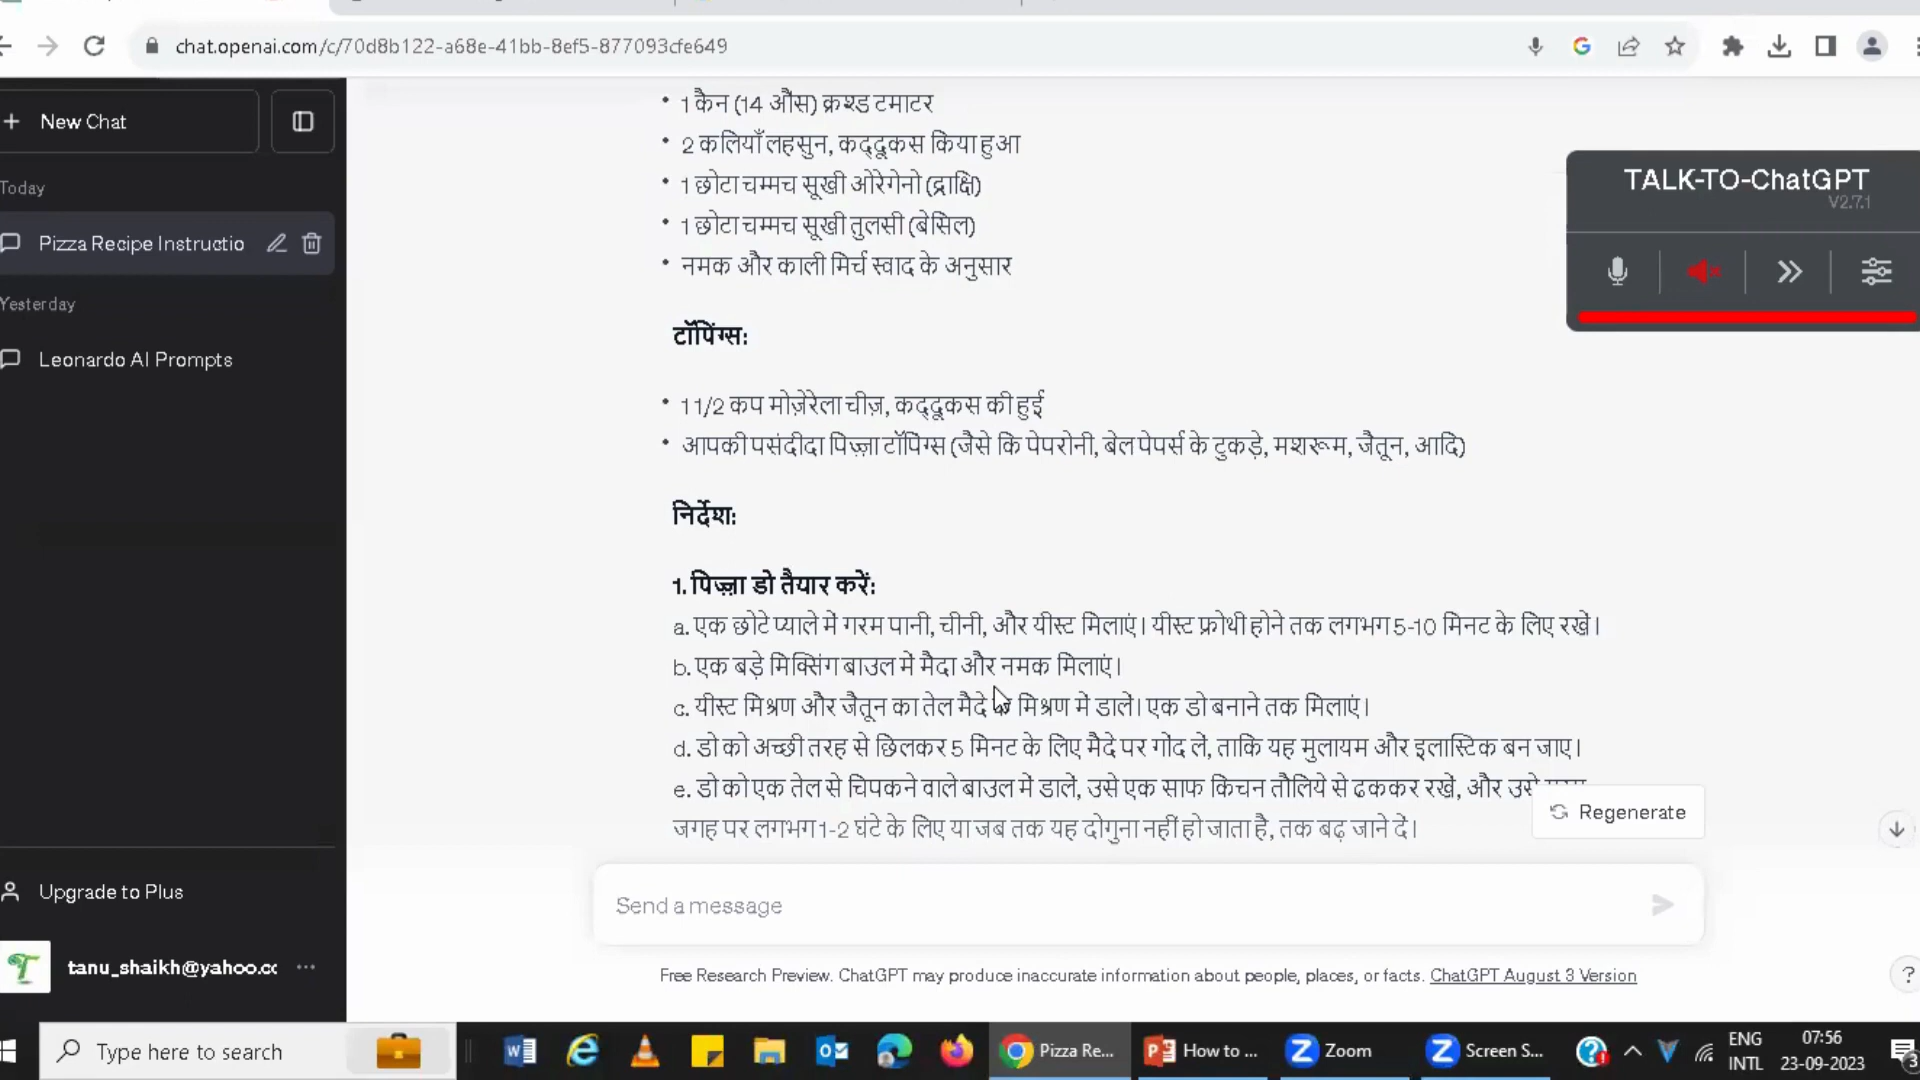 chat.openai.com/c/70d8b122-a68e-41bb-8ef5-877093cfe649
+ New Chat
Today
Pizza Recipe Instructio
Yesterday
Leonardo AI Prompts
• 1 कैन (14 औंस) क्रश्ड टमाटर
• 2 कलियाँ लहसुन, कद्दूकस किया हुआ
• 1 छोटा चम्मच सूखी ओरेगेनो (द्राक्षि)
• 1 छोटा चम्मच सूखी तुलसी (बेसिल)
• नमक और काली मिर्च स्वाद के अनुसार
टॉपिंग्स:
• 1 1/2 कप मोज़ेरेला चीज़, कद्दूकस की हुई
• आपकी पसंदीदा पिज़्ज़ा टॉपिंग्स (जैसे कि पेपरोनी, बेल पेपर्स के टुकड़े, मशरूम, जैतून, आदि)
निर्देश:
1. पिज़्ज़ा डो तैयार करें:
a. एक छोटे प्याले में गरम पानी, चीनी, और यीस्ट मिलाएं। यीस्ट फ्रोथी होने तक लगभग 5-10 मिनट के लिए रखें।
b. एक बड़े मिक्सिंग बाउल में मैदा और नमक मिलाएं।
c. यीस्ट मिश्रण और जैतून का तेल मैदे मिश्रण में डालें। एक डो बनाने तक मिलाएं।
d. डो को अच्छी तरह से छिलकर 5 मिनट के लिए मैदे पर गोंद लें, ताकि यह मुलायम और इलास्टिक बन जाए।
e. डो को एक तेल से चिपकने वाले बाउल में डालें, उसे एक साफ किचन तौलिये से ढककर रखें, और उसे
जगह पर लगभग 1-2 घंटे के लिए या जब तक यह दोगुना नहीं हो जाता है, तक बढ़ जाने दें।
TALK-TO-ChatGPT
V2.7.1
Regenerate
Send a message
Free Research Preview. ChatGPT may produce inaccurate information about people, places, or facts. ChatGPT August 3 Version
?
Upgrade to Plus
tanu_shaikh@yahoo.cc ...
Type here to search
Pizza Re...
How to ...
Zoom
Screen S...
ENG
INTL
07:56
23-09-2023
3